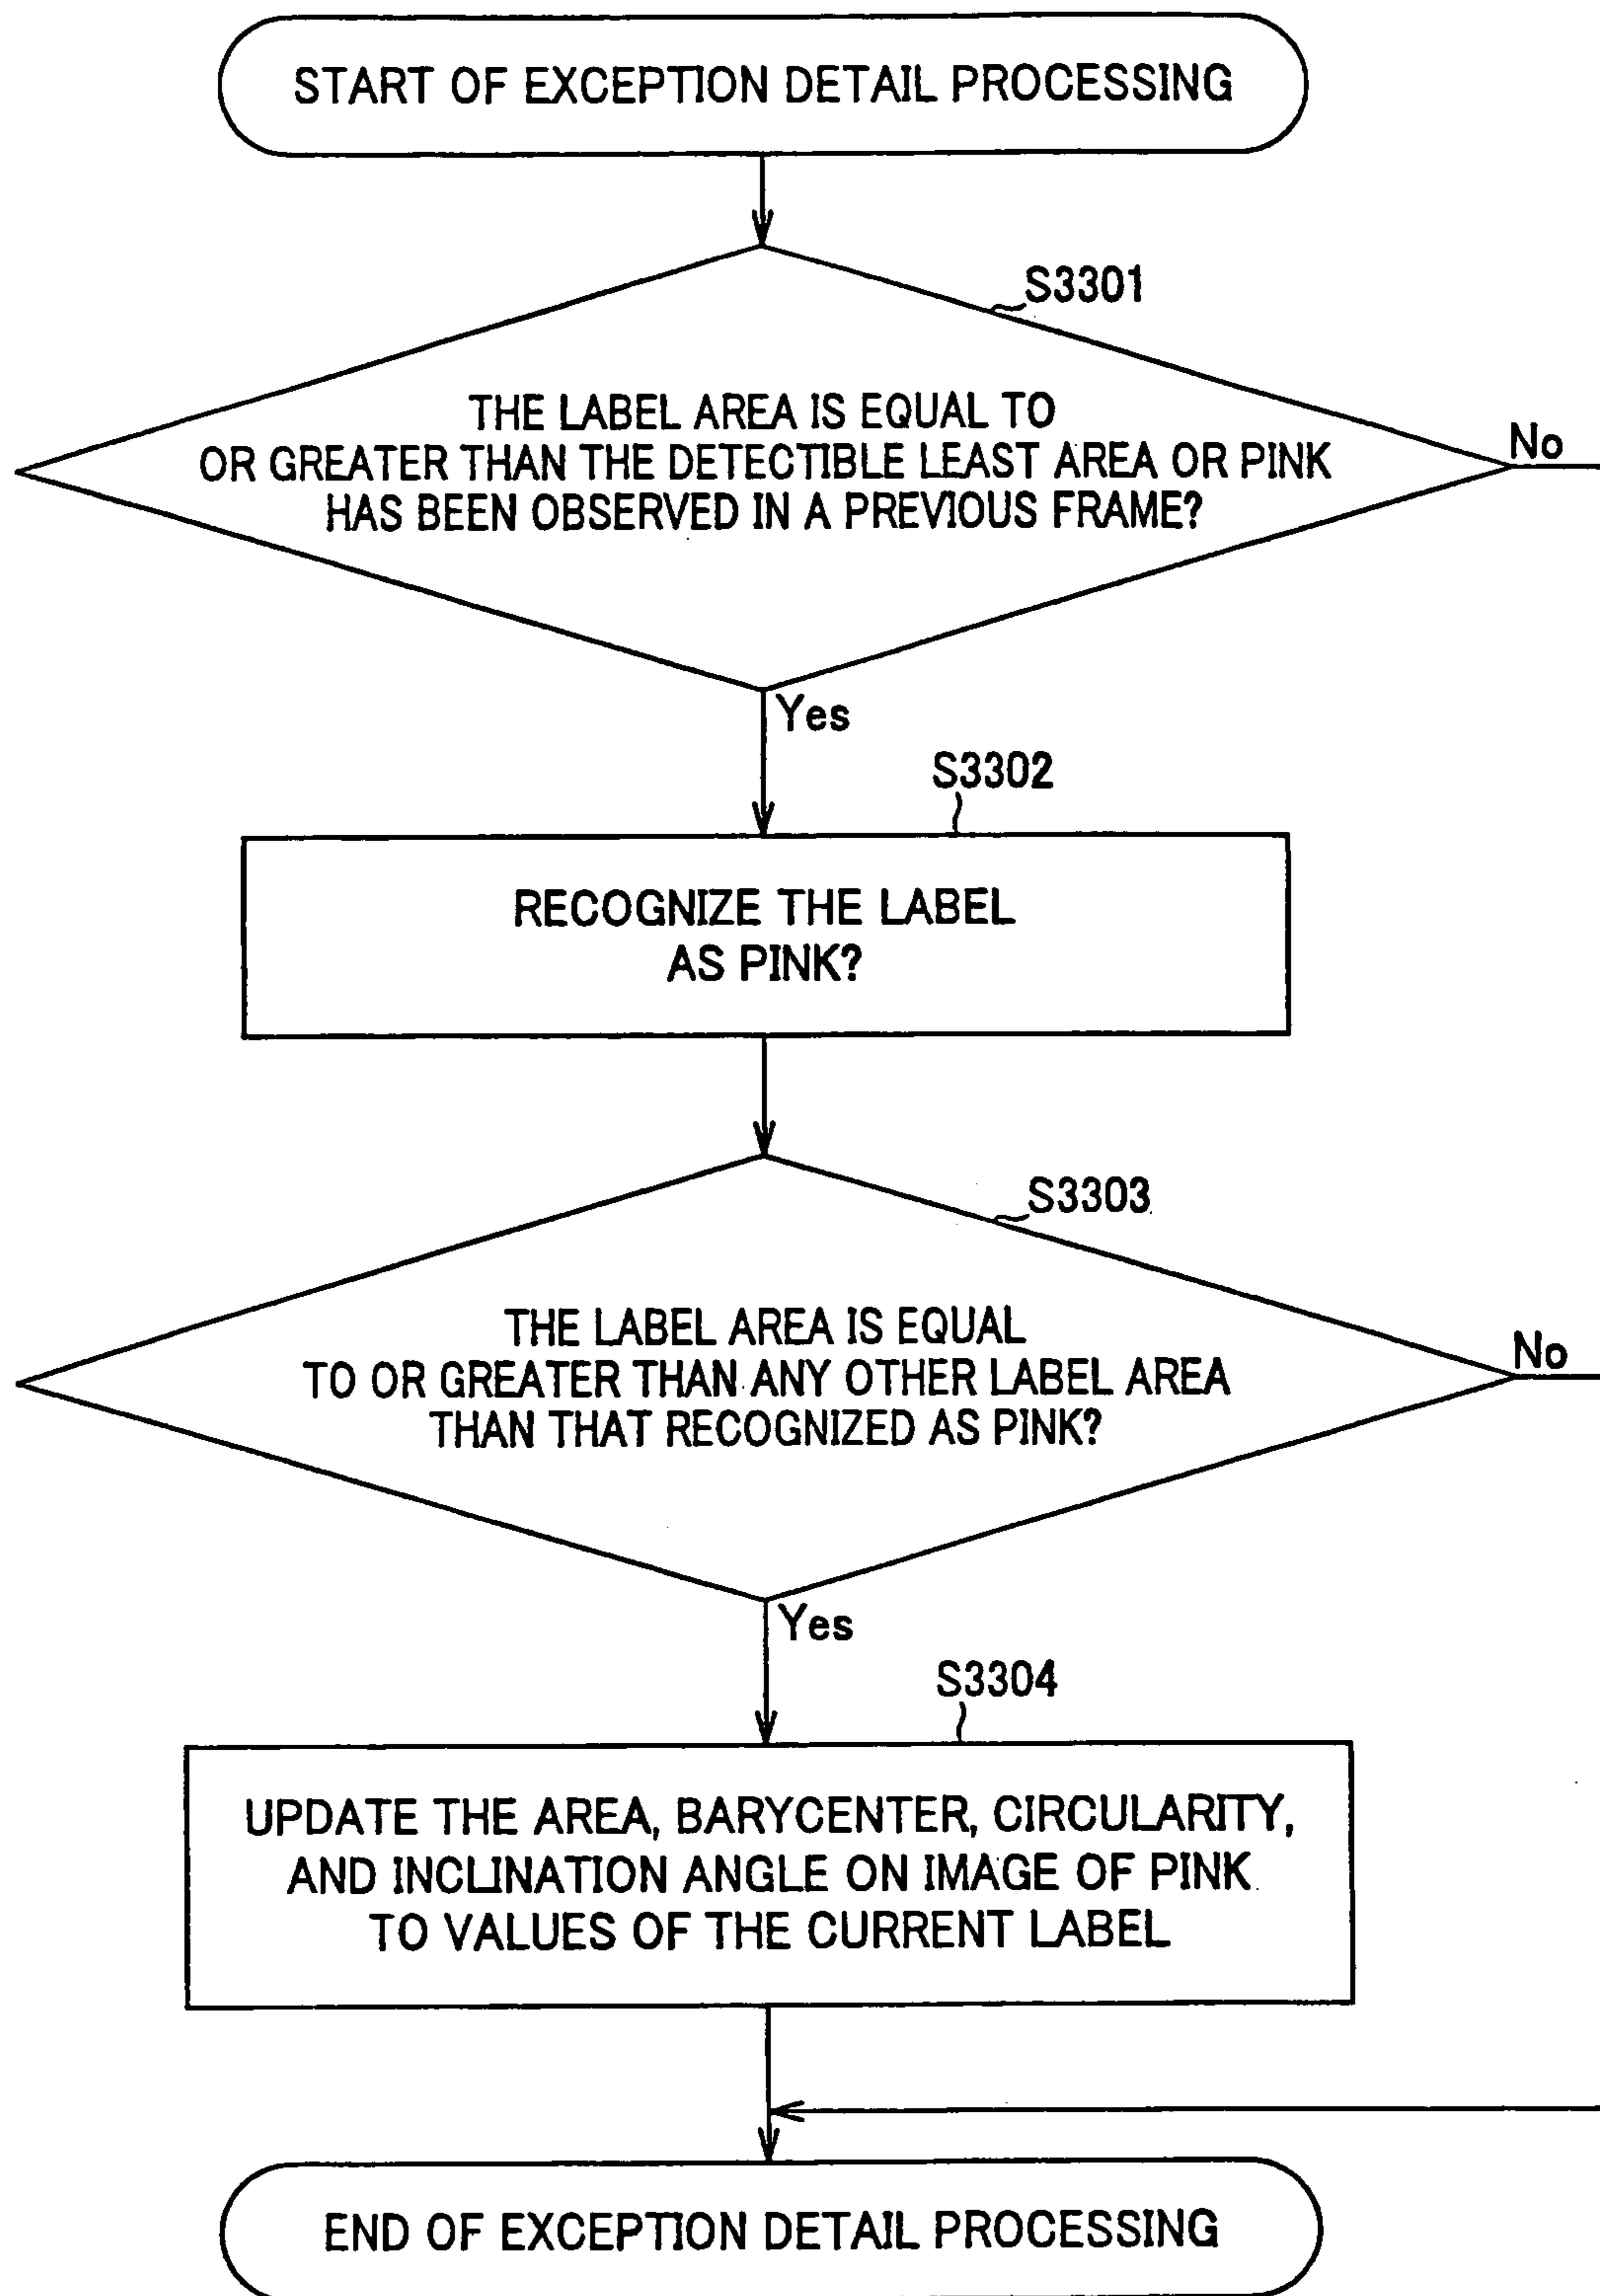 START OF EXCEPTION DETAIL PROCESSING
S3301
THE LABEL AREA IS EQUAL TO
OR GREATER THAN THE DETECTIBLE LEAST AREA OR PINK
HAS BEEN OBSERVED IN A PREVIOUS FRAME?
No
Yes
S3302
RECOGNIZE THE LABEL
AS PINK?
S3303
THE LABEL AREA IS EQUAL
TO OR GREATER THAN ANY OTHER LABEL AREA
THAN THAT RECOGNIZED AS PINK?
No
Yes
S3304
UPDATE THE AREA, BARYCENTER, CIRCULARITY,
AND INCLINATION ANGLE ON IMAGE OF PINK
TO VALUES OF THE CURRENT LABEL
END OF EXCEPTION DETAIL PROCESSING